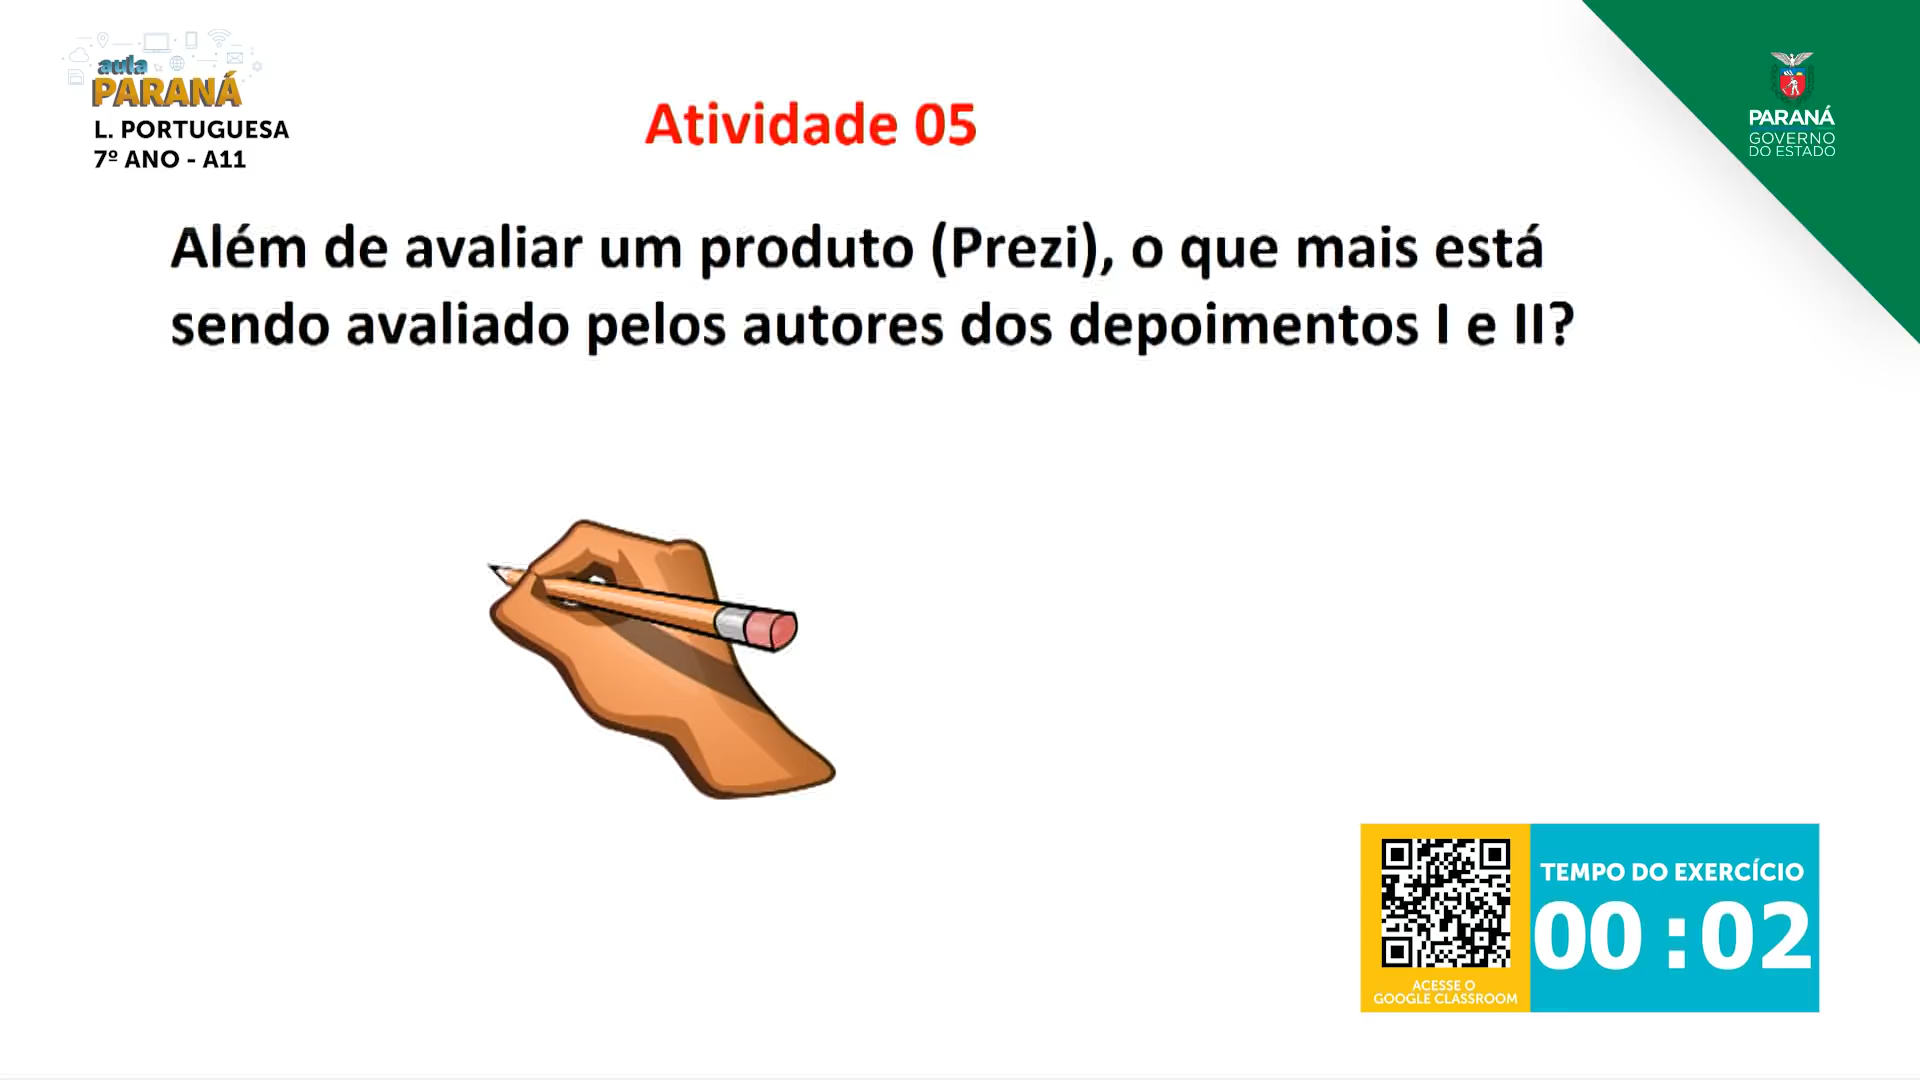 aula
PARANÁ
L. PORTUGUESA
7º ANO - A11
Atividade 05
PARANÁ
GOVERNO
DO ESTADO
Além de avaliar um produto (Prezi), o que mais está
sendo avaliado pelos autores dos depoimentos I e II?
TEMPO DO EXERCÍCIO
00 : 02
ACESSE O
GOOGLE CLASSROOM